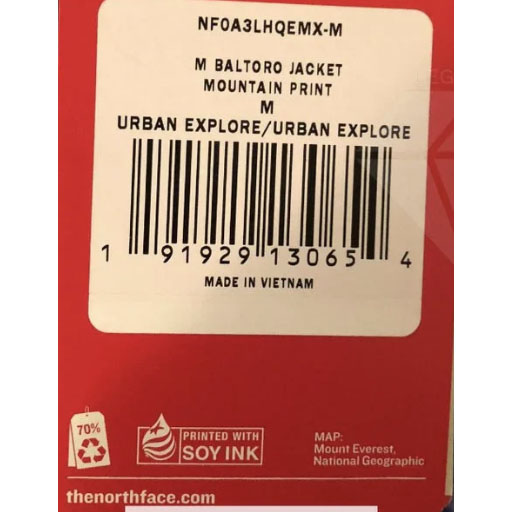 NF0A3LHQEMX-M
M BALTORO JACKET
MOUNTAIN PRINT
M
URBAN EXPLORE/URBAN EXPLORE
1 91929 13065 4
MADE IN VIETNAM
70%
PRINTED WITH
SOY INK
MAP:
Mount Everest,
National Geographic
thenorthface.com